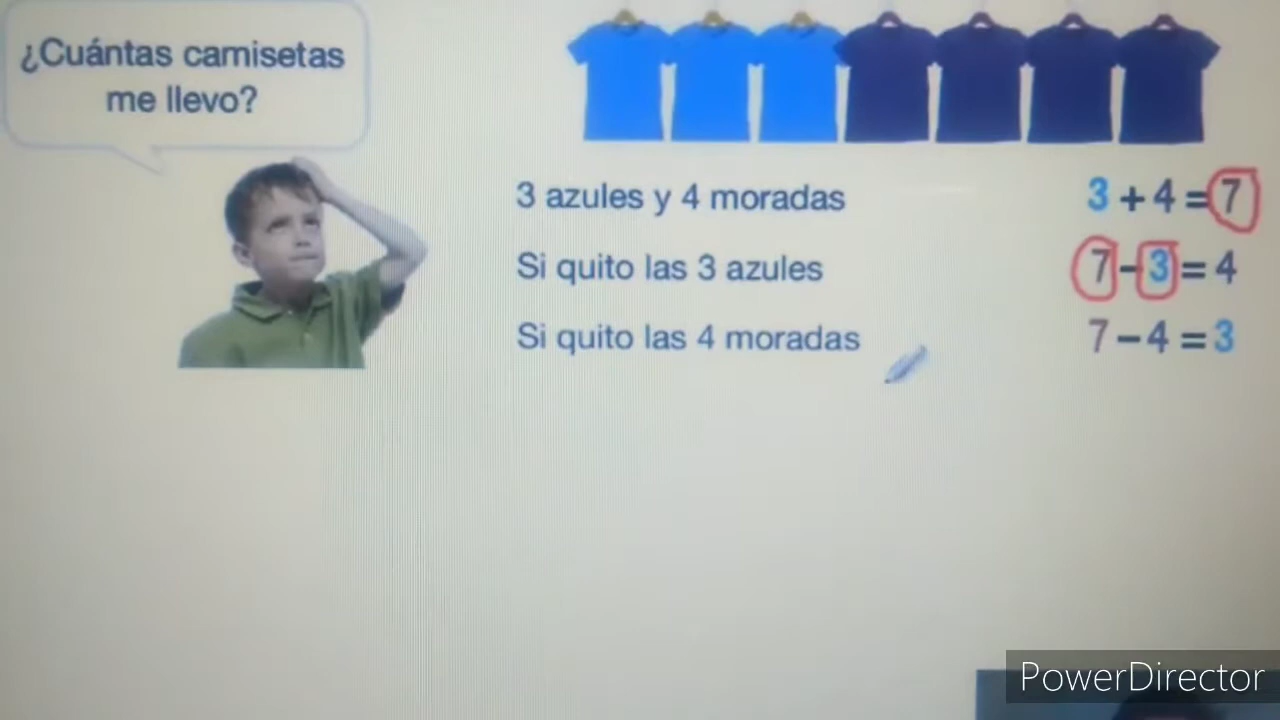 ¿Cuántas camisetas
me llevo?
3 azules y 4 moradas
3 + 4 = 7
Si quito las 3 azules
7 - 3 = 4
Si quito las 4 moradas
7 - 4 = 3
PowerDirector